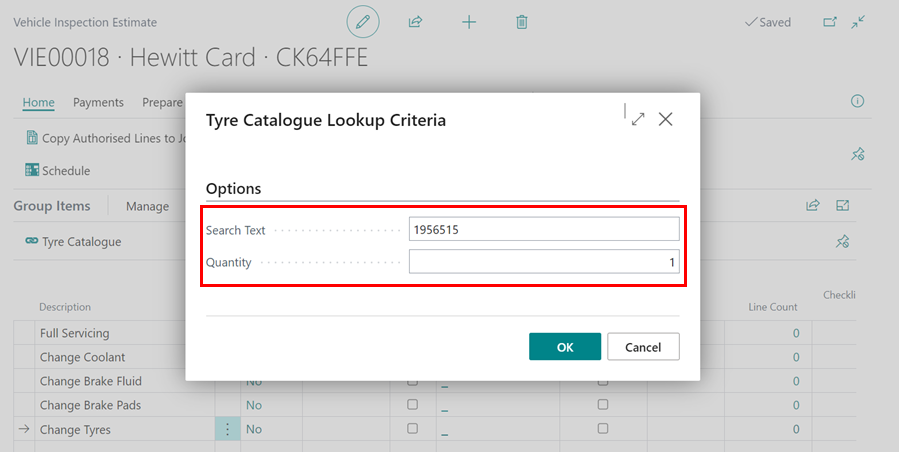 Vehicle Inspection Estimate
Saved
VIE00018 · Hewitt Card · CK64FFE
Home Payments Prepare
Tyre Catalogue Lookup Criteria
Copy Authorised Lines to Jo
Schedule
Options
Group Items Manage
Search Text 1956515
Tyre Catalogue
Quantity 1
Description Line Count Checkli
Full Servicing 0
OK Cancel
Change Coolant 0
Change Brake Fluid No _ 0
Change Brake Pads No _ 0
Change Tyres No _ 0